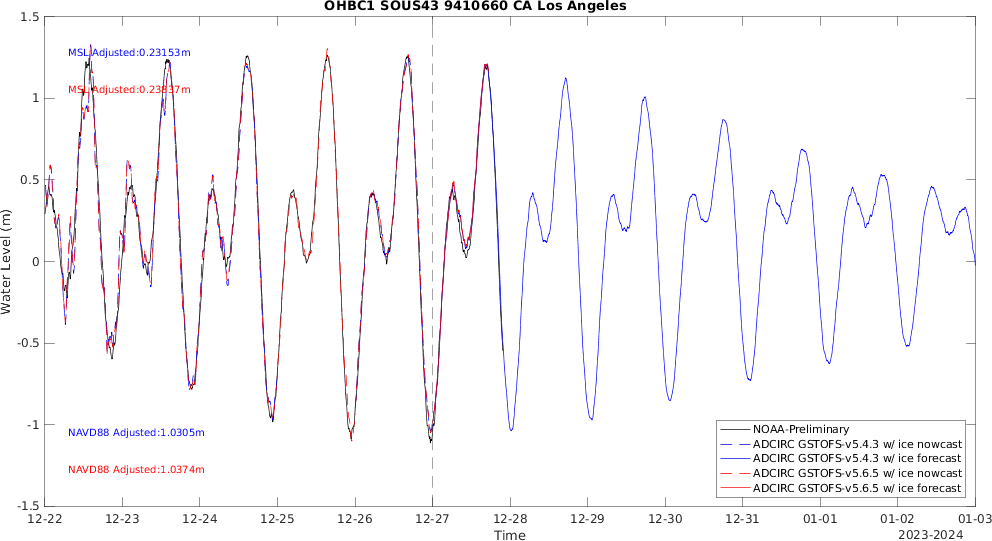 OHBC1 SOUS43 9410660 CA Los Angeles
1.5
1
0.5
0
-0.5
-1
-1.5
Water Level (m)
MSL Adjusted:0.23153m
MSL Adjusted:0.23837m
NAVD88 Adjusted:1.0305m
NAVD88 Adjusted:1.0374m
NOAA-Preliminary
ADCIRC GSTOFS-v5.4.3 w/ ice nowcast
ADCIRC GSTOFS-v5.4.3 w/ ice forecast
ADCIRC GSTOFS-v5.6.5 w/ ice nowcast
ADCIRC GSTOFS-v5.6.5 w/ ice forecast
12-22 12-23 12-24 12-25 12-26 12-27 12-28 12-29 12-30 12-31 01-01 01-02 01-03
Time
2023-2024